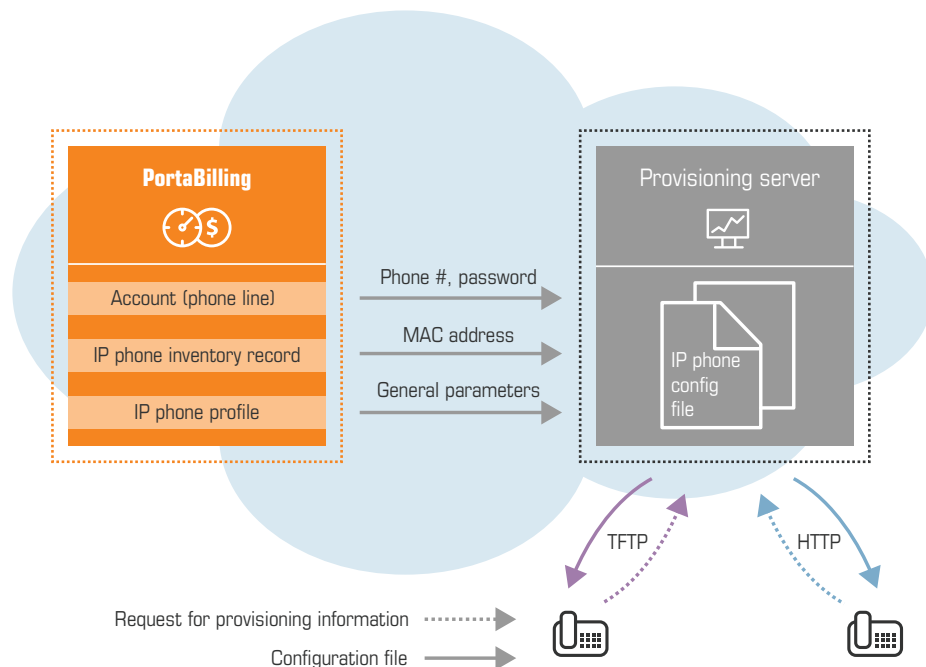 PortaBilling
$
Account (phone line)
IP phone inventory record
IP phone profile
Phone #, password
MAC address
General parameters
Provisioning server
IP phone
config
file
TFTP
HTTP
Request for provisioning information
Configuration file